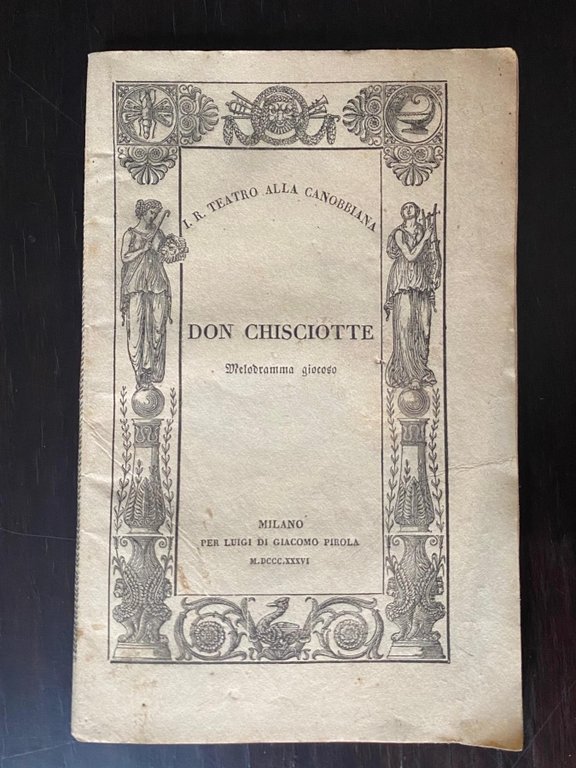 I. R. TEATRO ALLA CANOBBIANA
DON CHISCIOTTE
Melodramma giocoso
MILANO
PER LUIGI DI GIACOMO PIROLA
M.DCCC.XXXVI